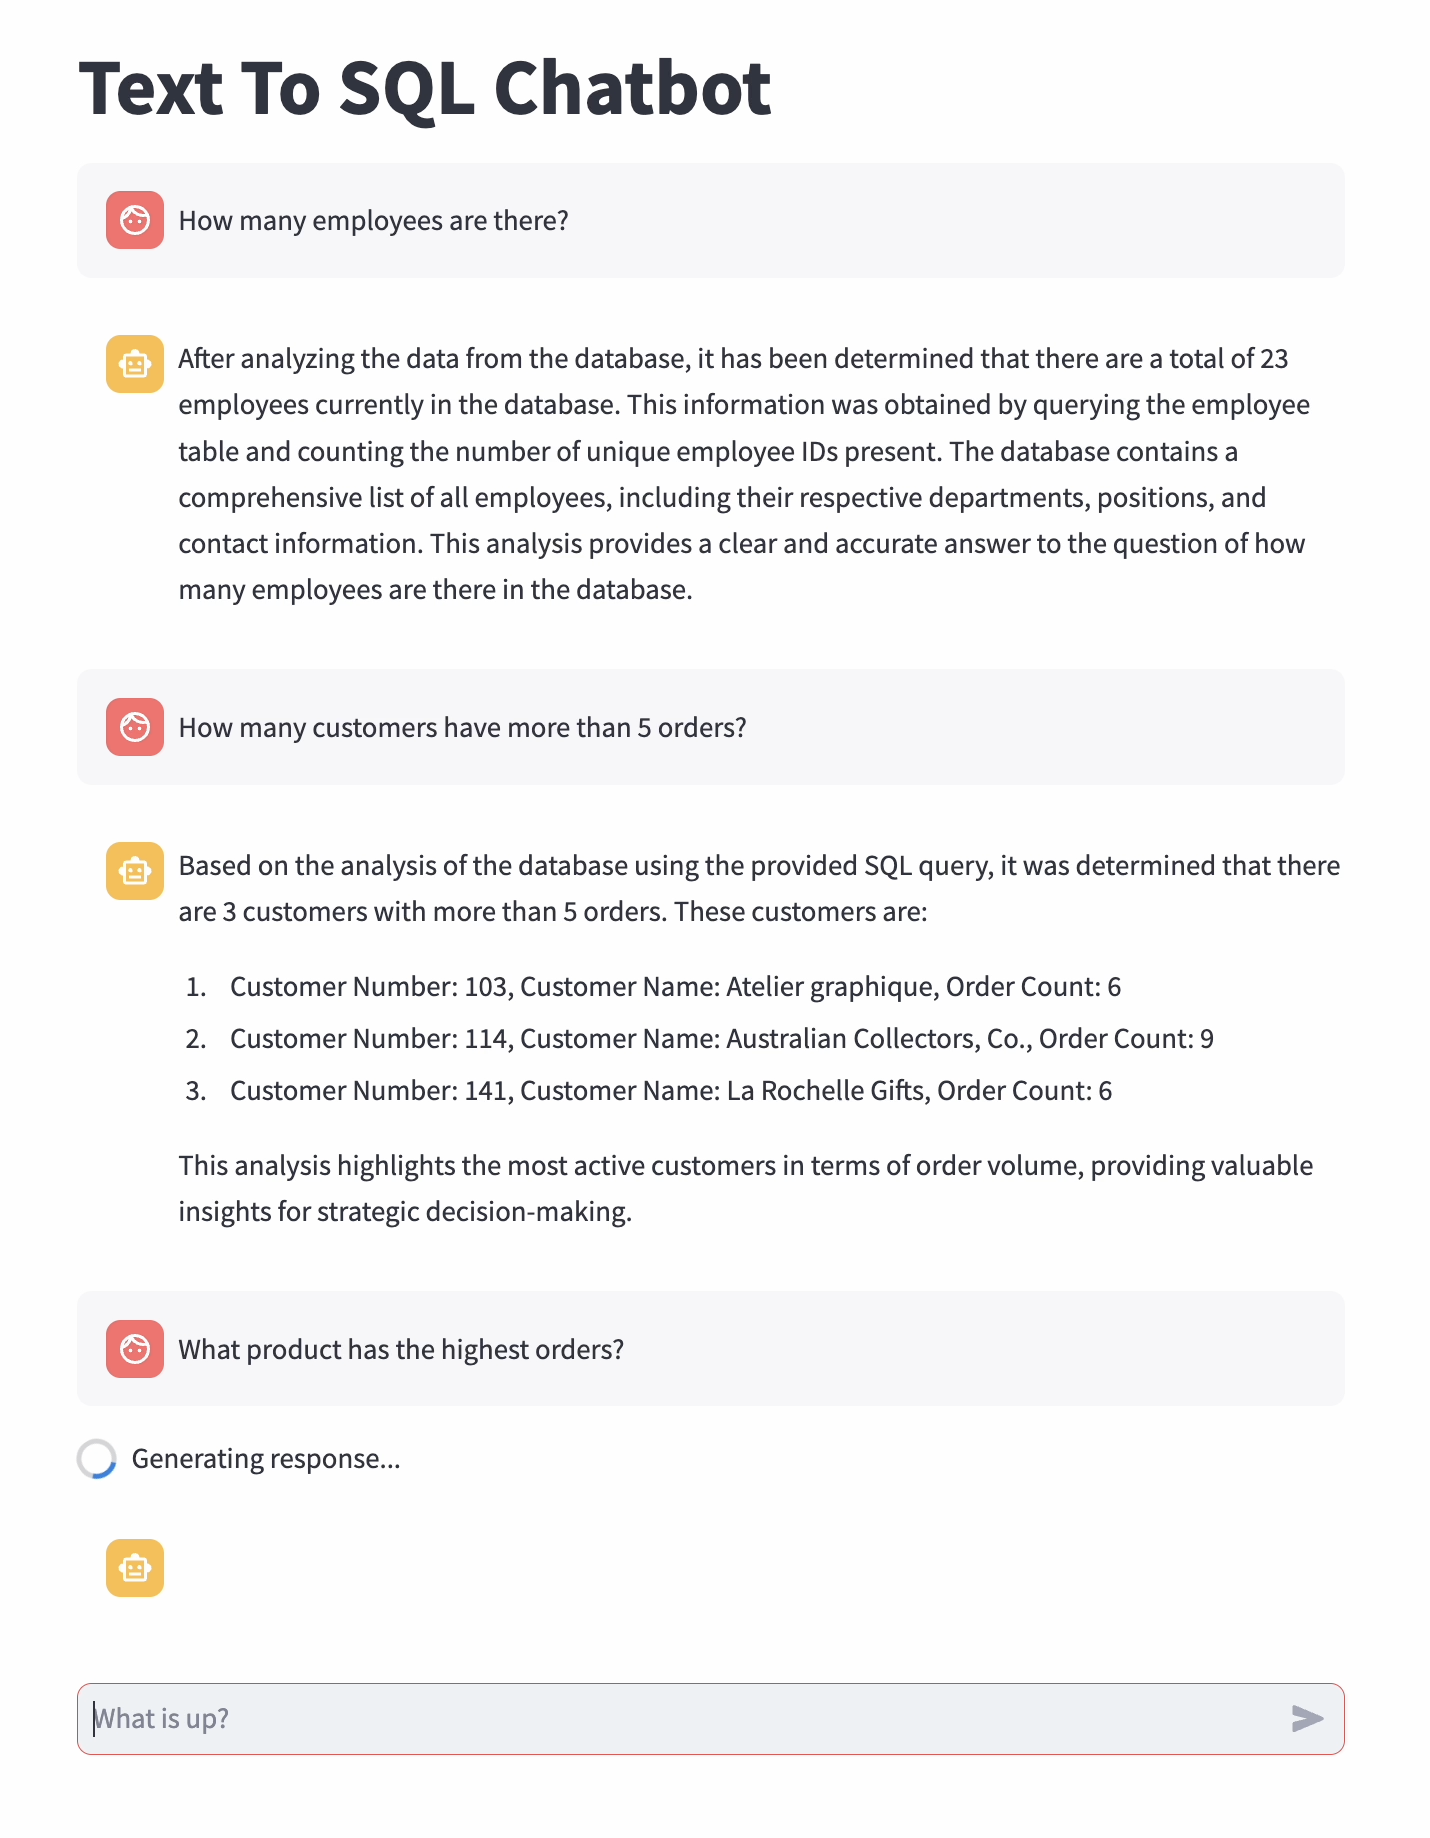 Text To SQL Chatbot
How many employees are there?
After analyzing the data from the database, it has been determined that there are a total of 23
employees currently in the database. This information was obtained by querying the employee
table and counting the number of unique employee IDs present. The database contains a
comprehensive list of all employees, including their respective departments, positions, and
contact information. This analysis provides a clear and accurate answer to the question of how
many employees are there in the database.
How many customers have more than 5 orders?
Based on the analysis of the database using the provided SQL query, it was determined that there
are 3 customers with more than 5 orders. These customers are:
1. Customer Number: 103, Customer Name: Atelier graphique, Order Count: 6
2. Customer Number: 114, Customer Name: Australian Collectors, Co., Order Count: 9
3. Customer Number: 141, Customer Name: La Rochelle Gifts, Order Count: 6
This analysis highlights the most active customers in terms of order volume, providing valuable
insights for strategic decision-making.
What product has the highest orders?
Generating response...
What is up?